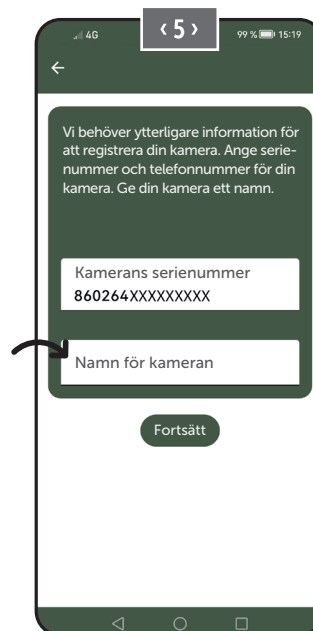 4G
‹ 5 ›
99 % 15:19
Vi behöver ytterligare information för
att registrera din kamera. Ange serie-
nummer och telefonnummer för din
kamera. Ge din kamera ett namn.
Kamerans serienummer
860264XXXXXXXXX
Namn för kameran
Fortsätt